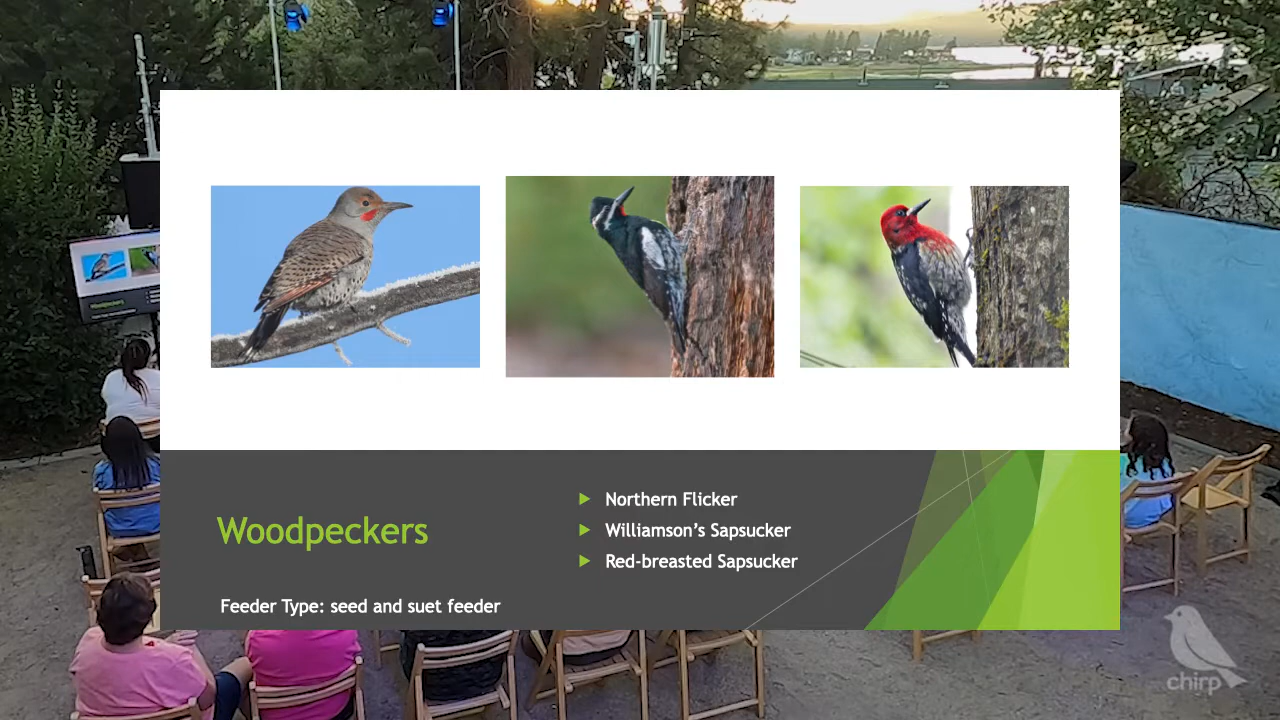 Woodpeckers
Northern Flicker
Williamson's Sapsucker
Red-breasted Sapsucker
Feeder Type: seed and suet feeder
chirp